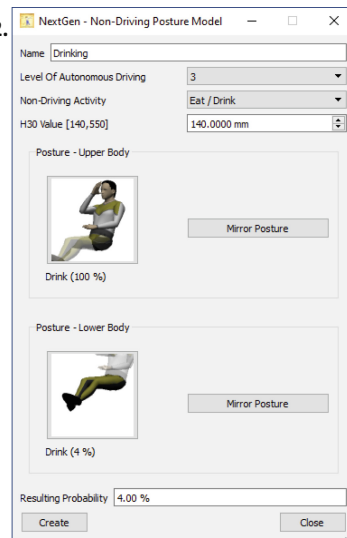 2.
NextGen - Non-Driving Posture Model
Name Drinking
Level Of Autonomous Driving 3
Non-Driving Activity Eat / Drink
H30 Value [140,550] 140.0000 mm
Posture - Upper Body
Mirror Posture
Drink (100 %)
Posture - Lower Body
Mirror Posture
Drink (4 %)
Resulting Probability 4.00 %
Create Close